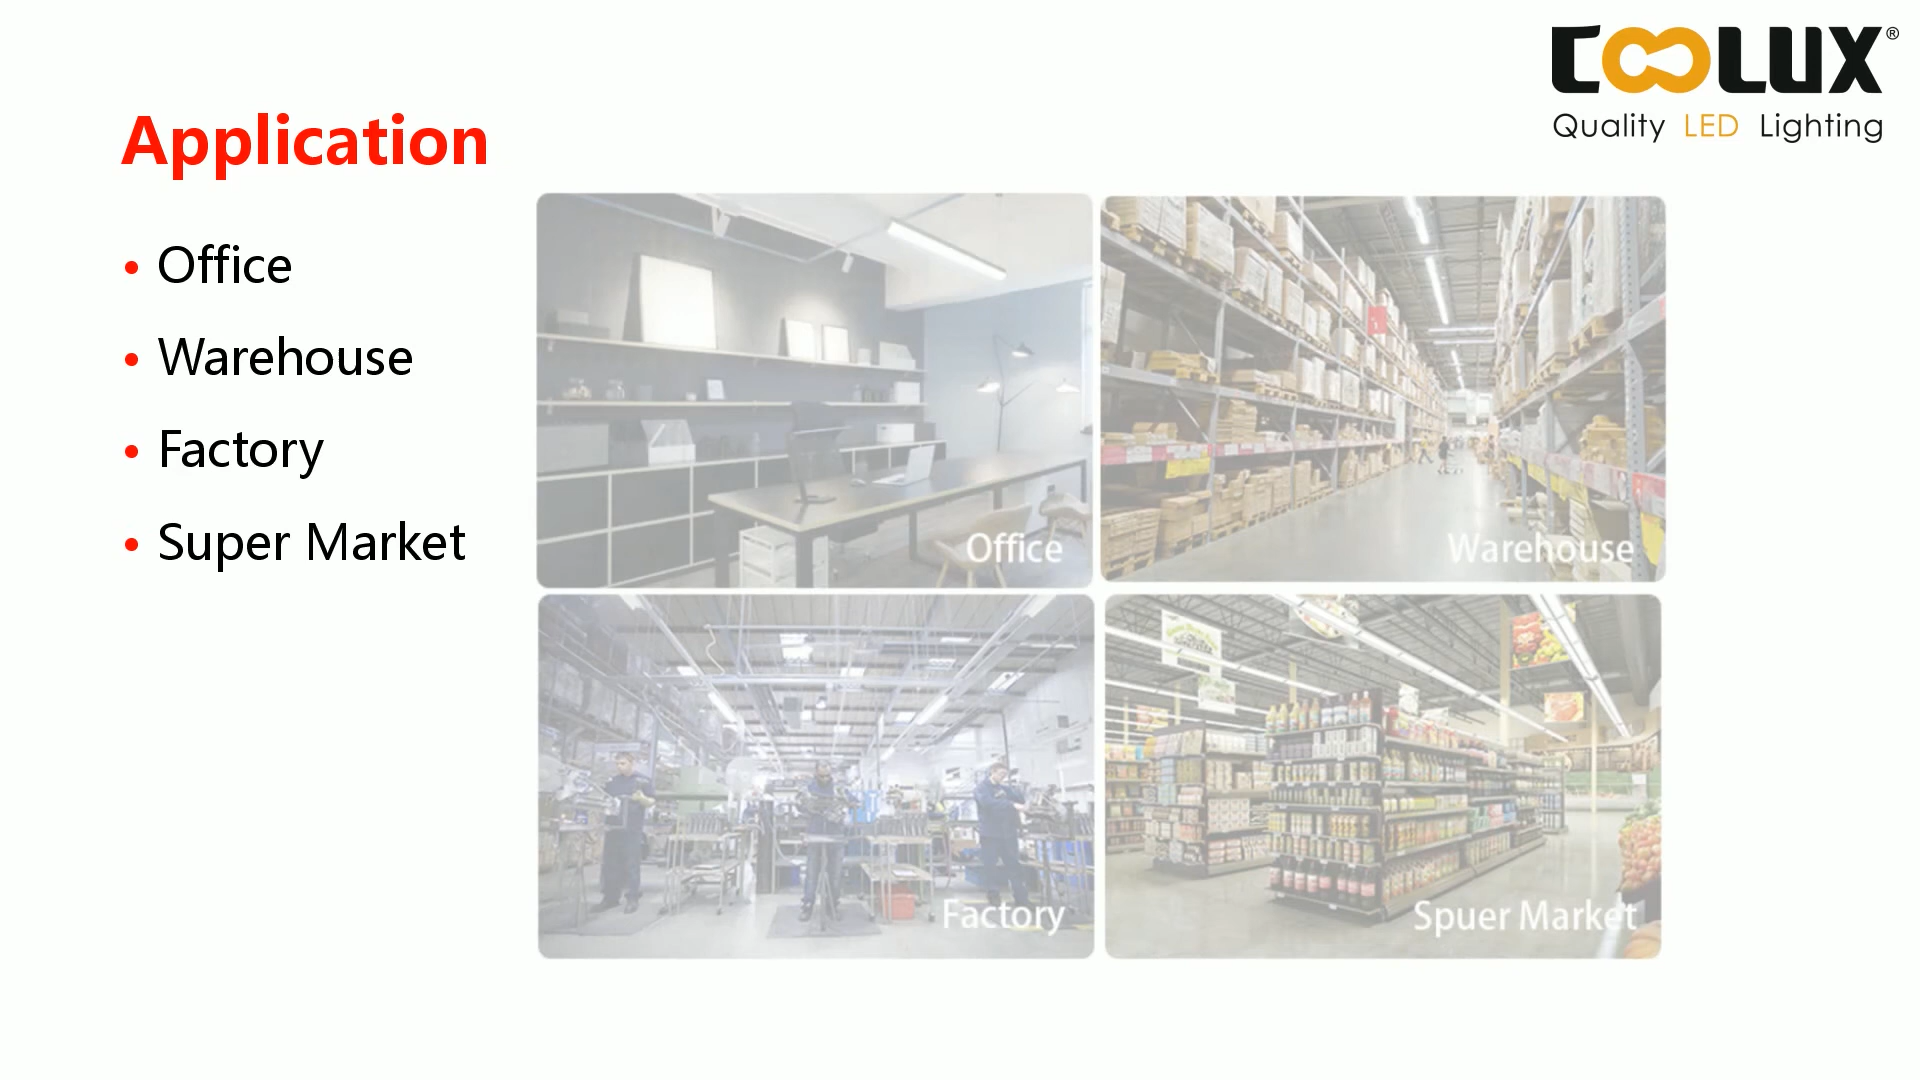 COOLUX®
Quality LED Lighting
Application
• Office
• Warehouse
• Factory
• Super Market
Office
Warehouse
Factory
Spuer Market